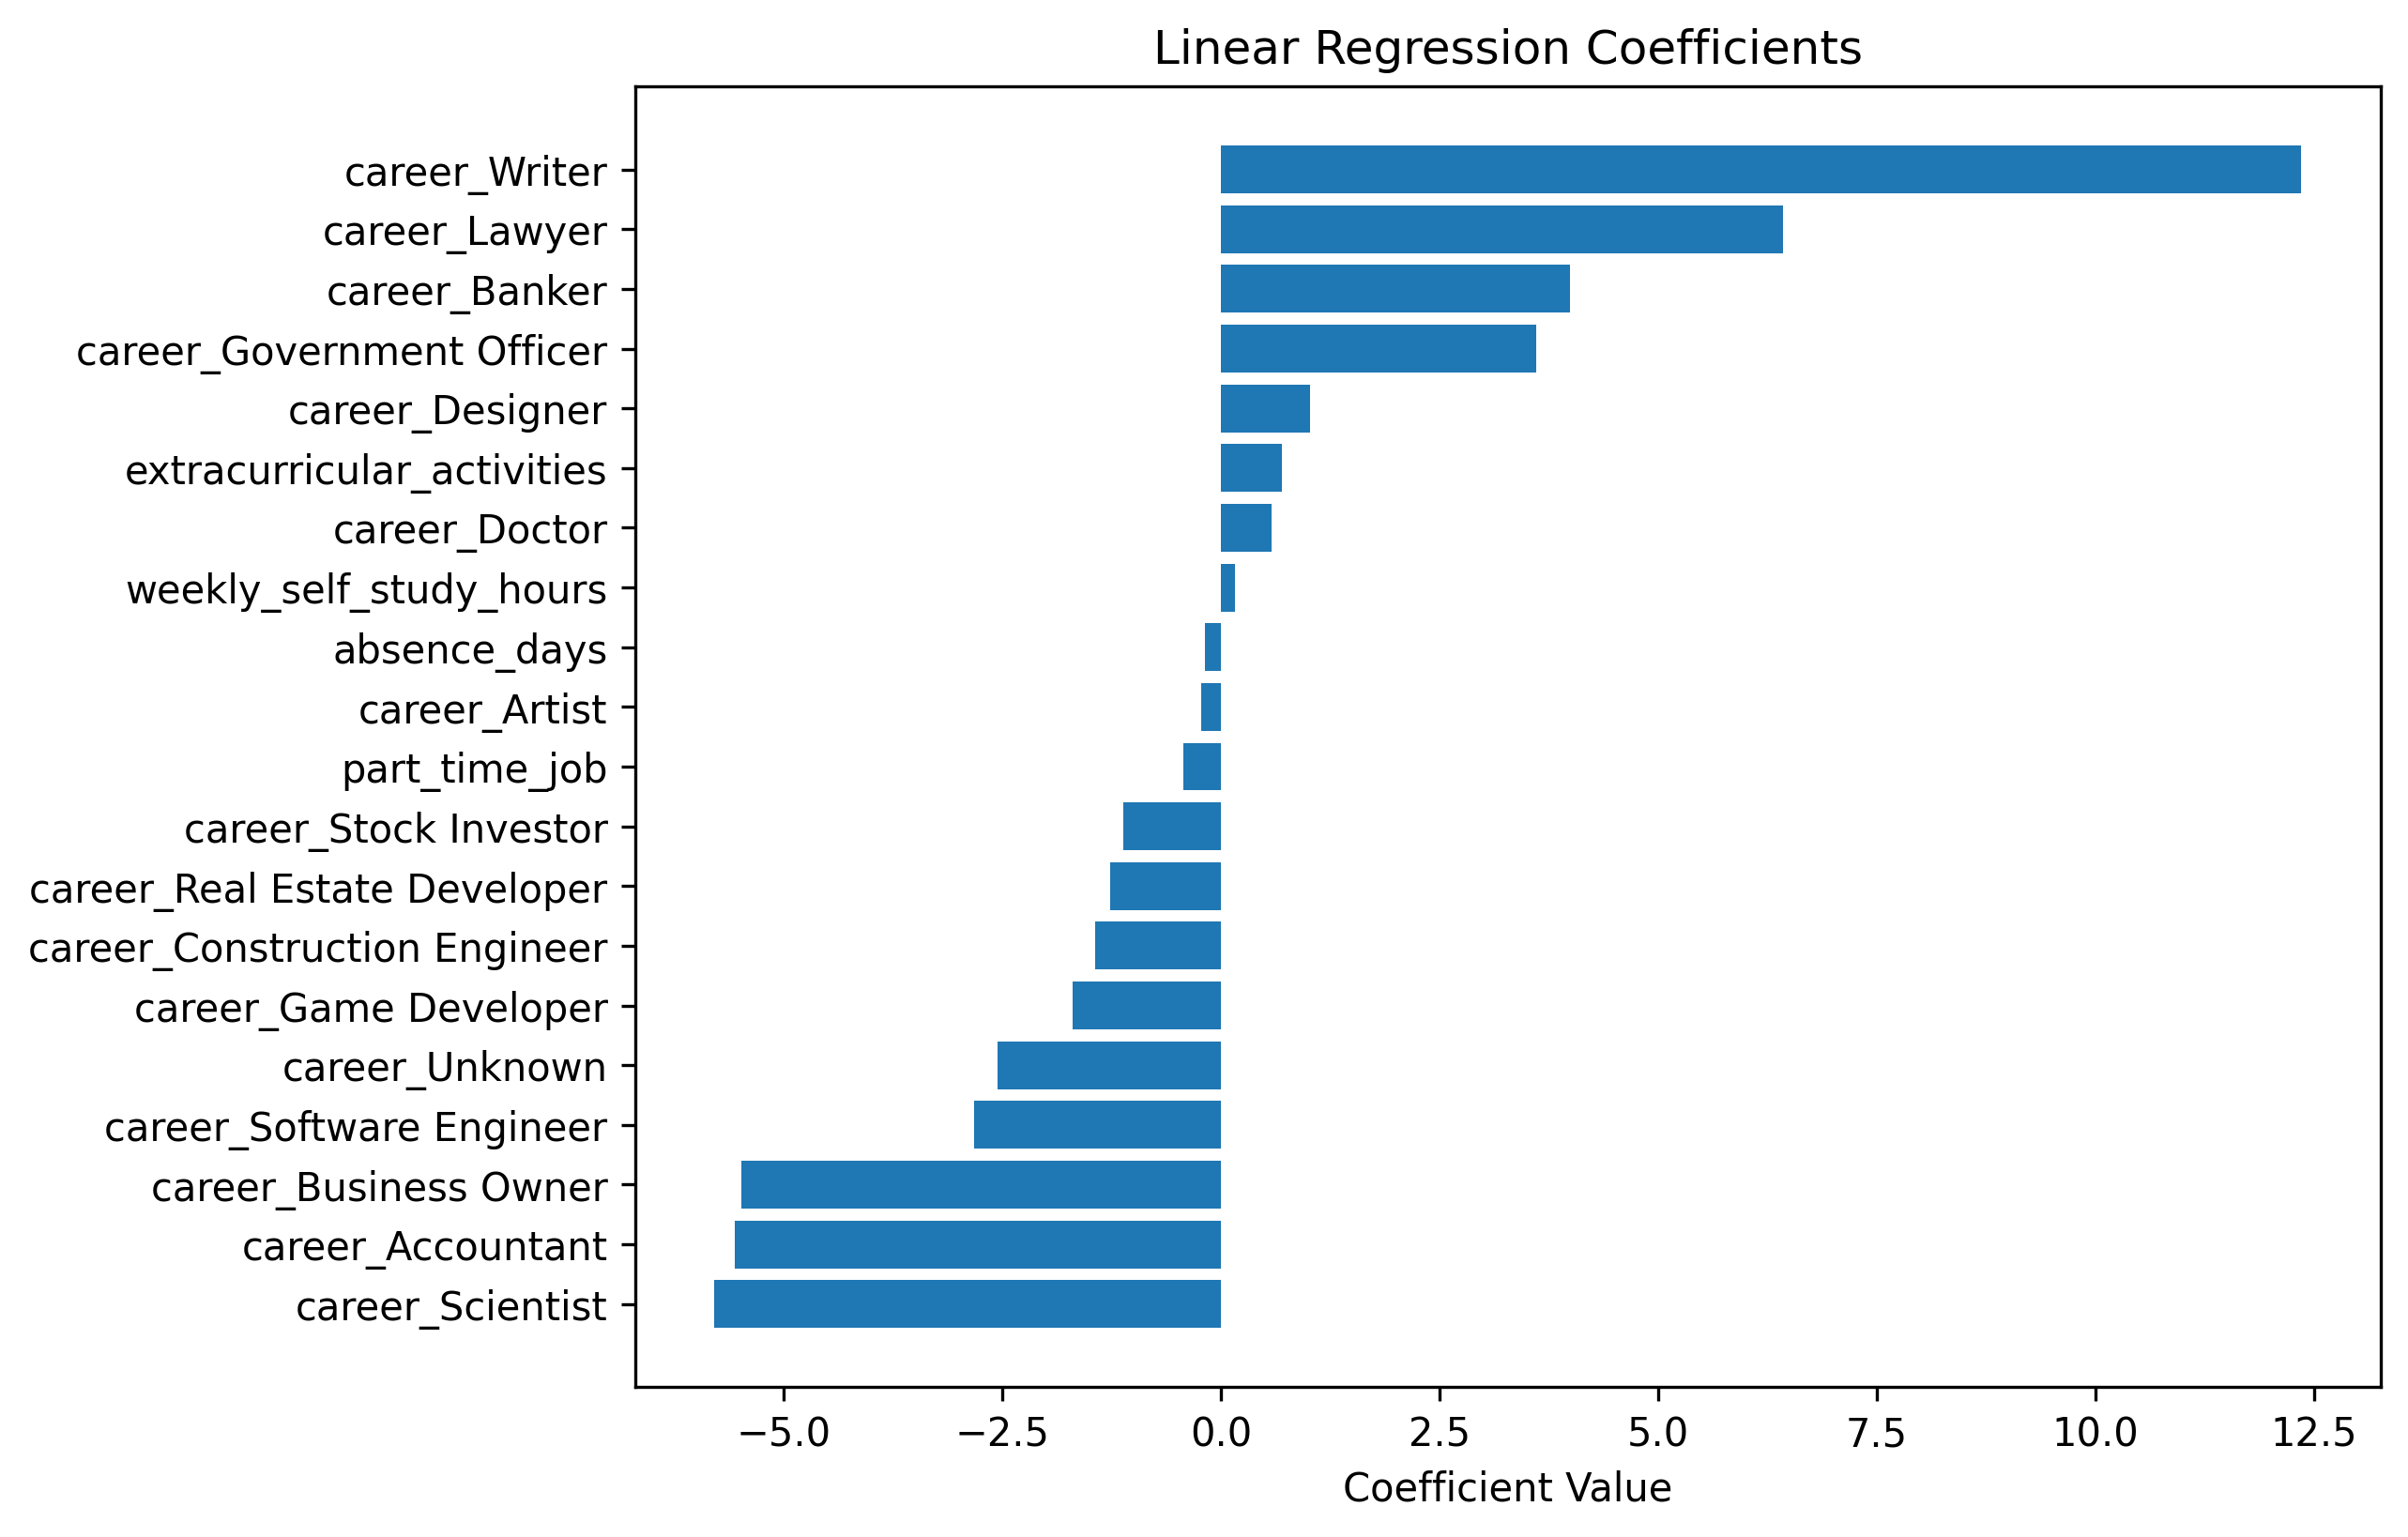 Linear Regression Coefficients
career_Writer
career_Lawyer
career_Banker
career_Government Officer
career_Designer
extracurricular_activities
career_Doctor
weekly_self_study_hours
absence_days
career_Artist
part_time_job
career_Stock Investor
career_Real Estate Developer
career_Construction Engineer
career_Game Developer
career_Unknown
career_Software Engineer
career_Business Owner
career_Accountant
career_Scientist
−5.0 −2.5 0.0 2.5 5.0 7.5 10.0 12.5
Coefficient Value